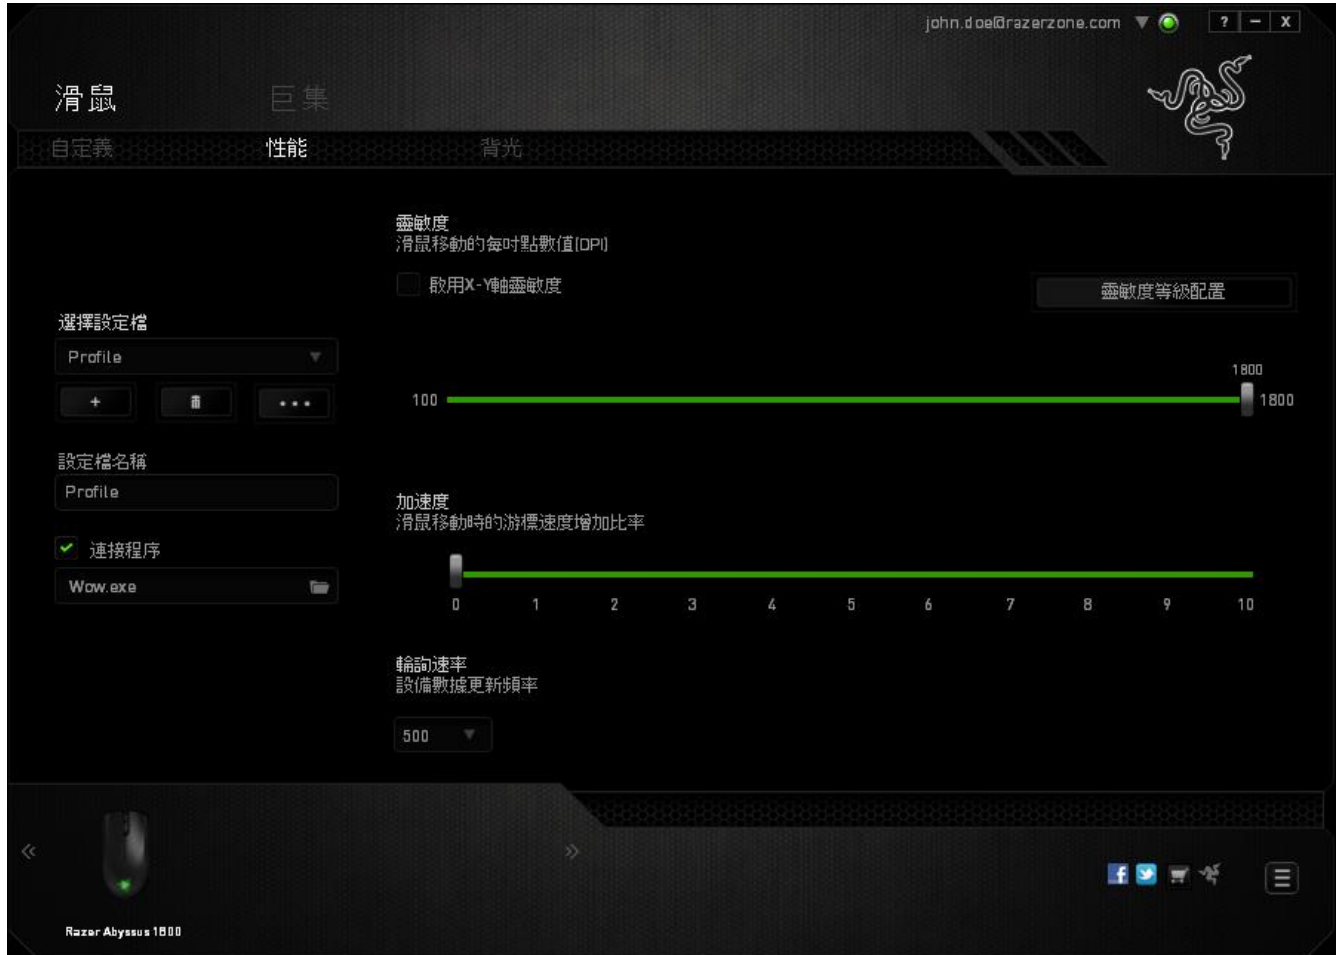 john.doe@razerzone.com
? – X
滑鼠 巨集
自定義 性能 背光
靈敏度
滑鼠移動的每吋點數值(DPI)
啟用X-Y軸靈敏度
靈敏度等級配置
選擇設定檔
Profile
1800
100 1800
設定檔名稱
Profile
加速度
滑鼠移動時的游標速度增加比率
連接程序
Wow.exe
0 1 2 3 4 5 6 7 8 9 10
輪詢速率
設備數據更新頻率
500
Razer Abyssus 1800